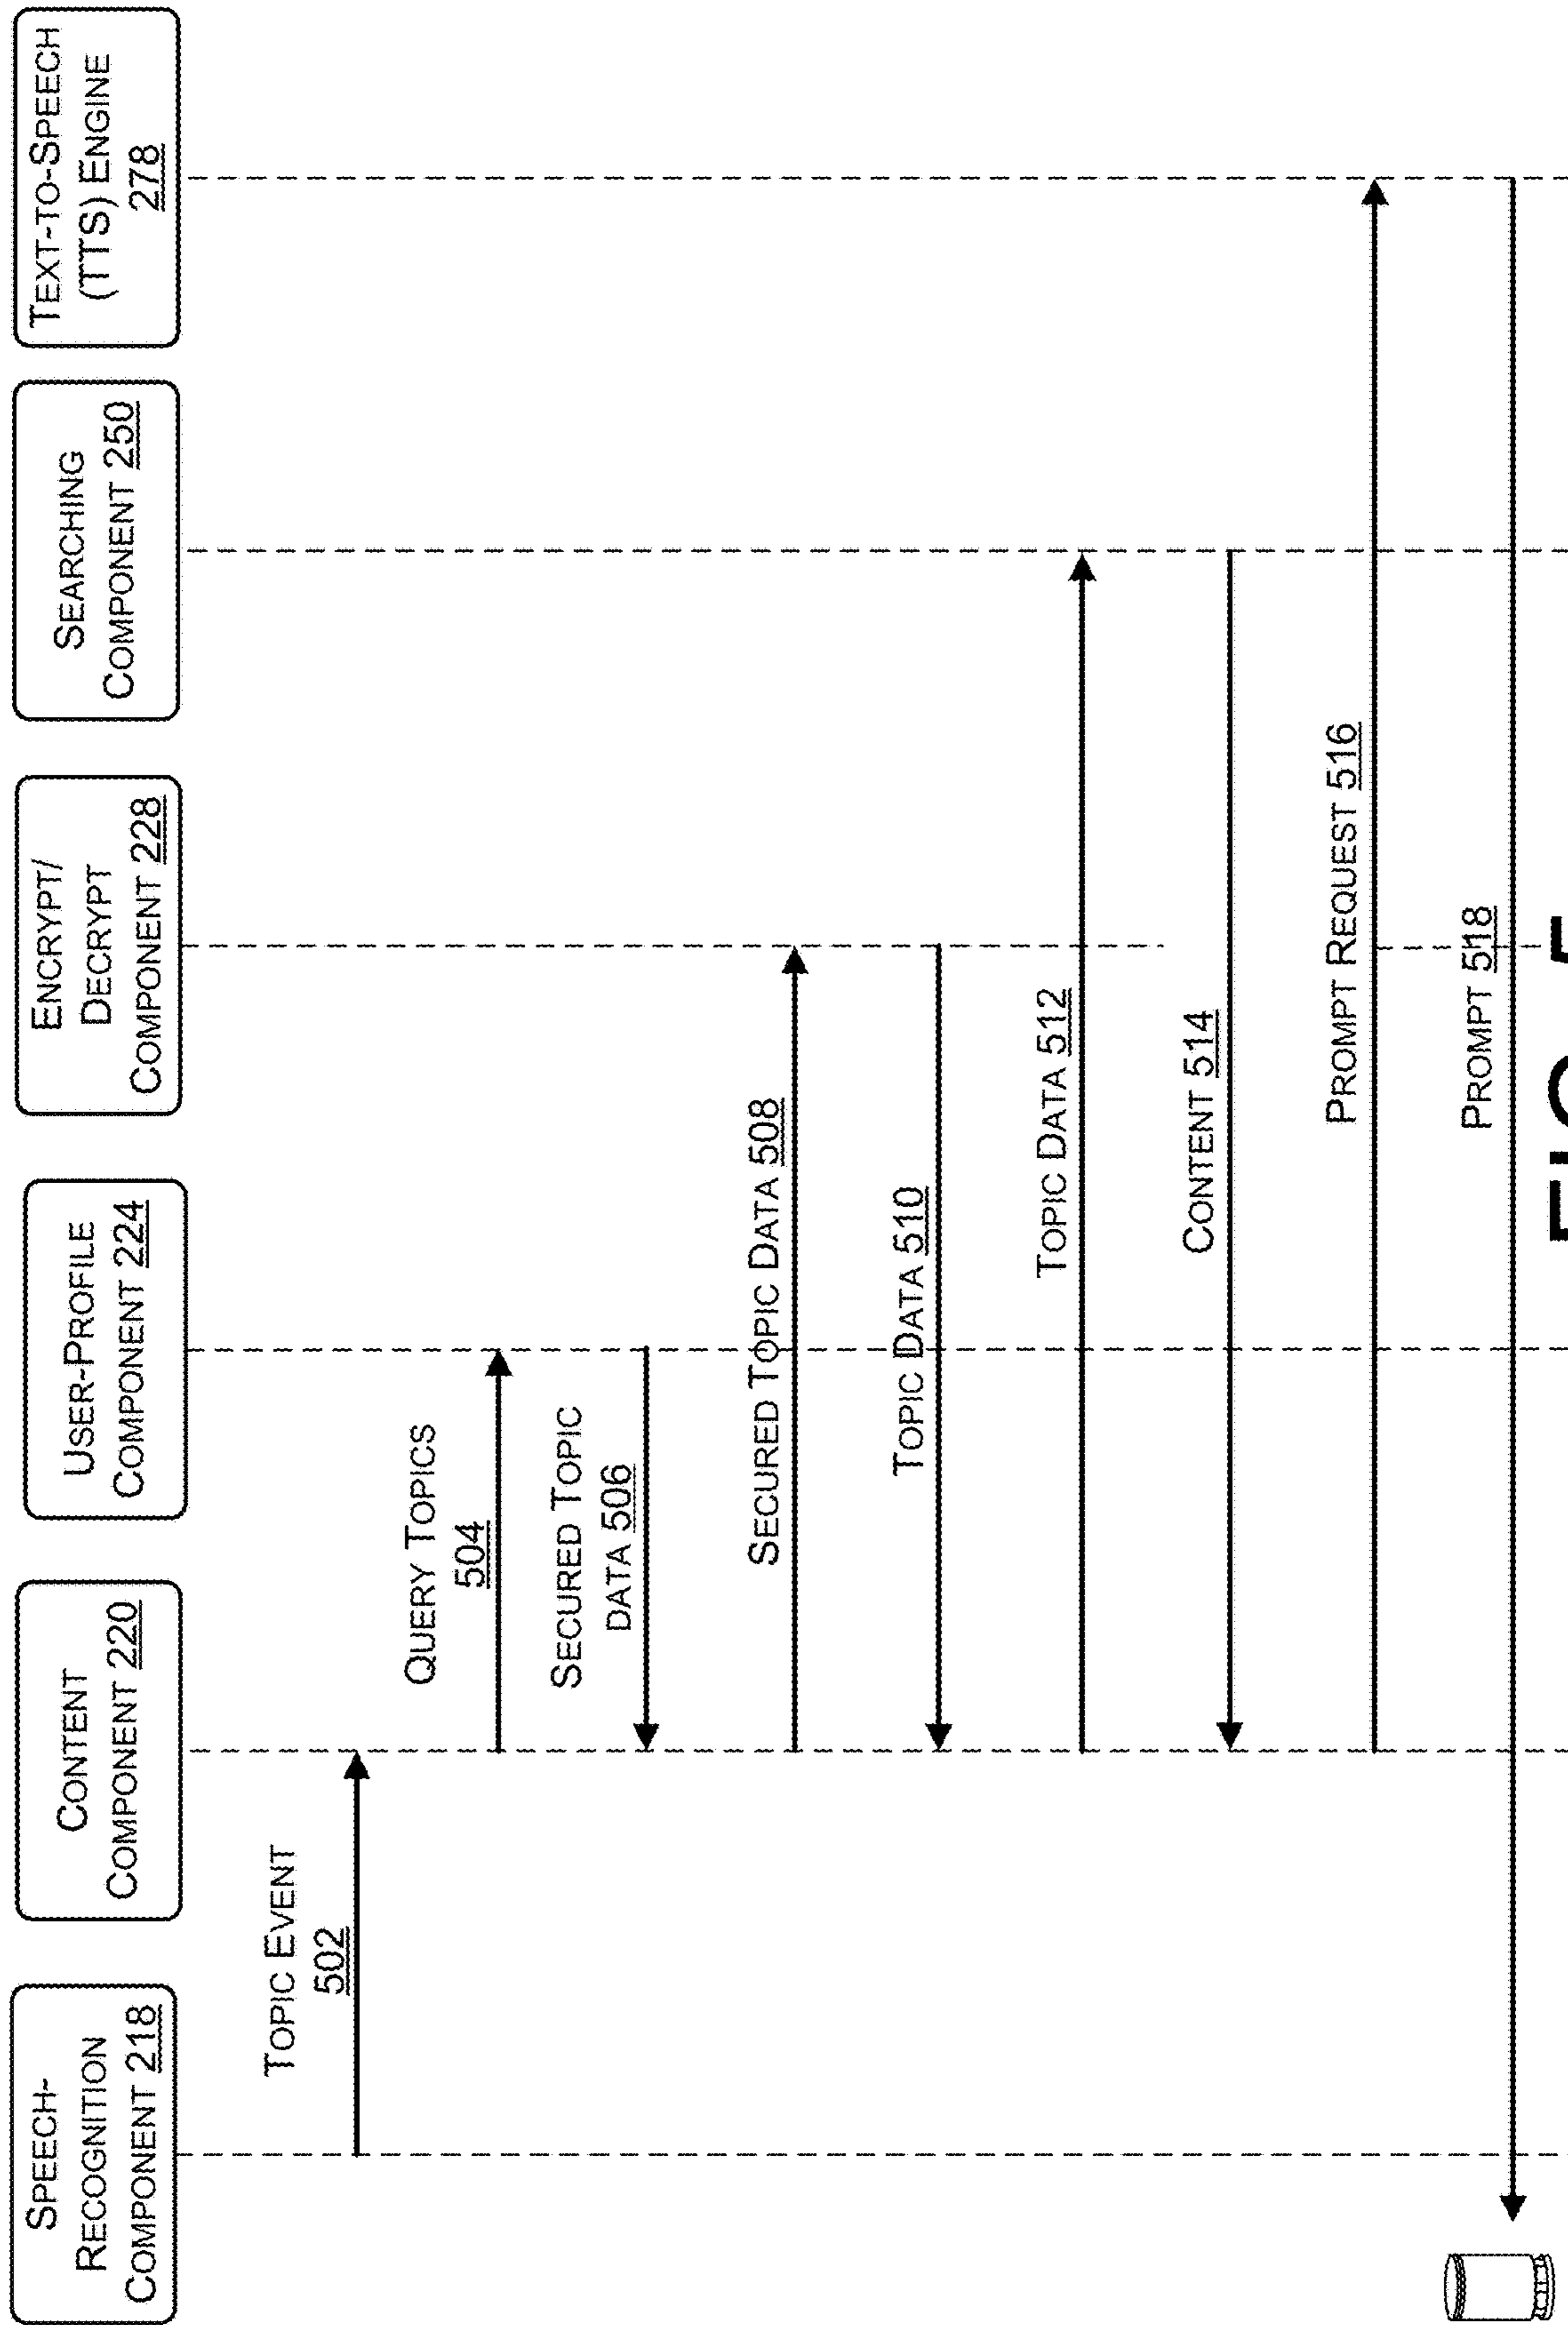 SPEECH-
RECOGNITION
COMPONENT 218
CONTENT
COMPONENT 220
USER-PROFILE
COMPONENT 224
ENCRYPT/
DECRYPT
COMPONENT 228
SEARCHING
COMPONENT 250
TEXT-TO-SPEECH
(TTS) ENGINE
278
TOPIC EVENT
502
QUERY TOPICS
504
SECURED TOPIC
DATA 506
SECURED TOPIC DATA 508
TOPIC DATA 510
TOPIC DATA 512
CONTENT 514
PROMPT REQUEST 516
PROMPT 518